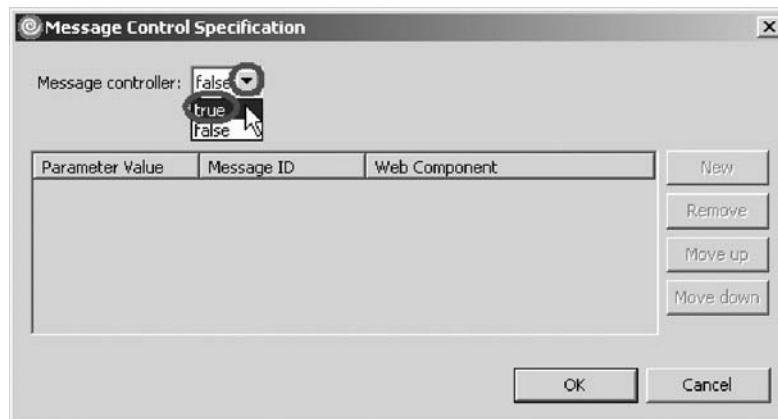 Message Control Specification
Message controller: false
true
false
Parameter Value Message ID Web Component
New
Remove
Move up
Move down
OK Cancel